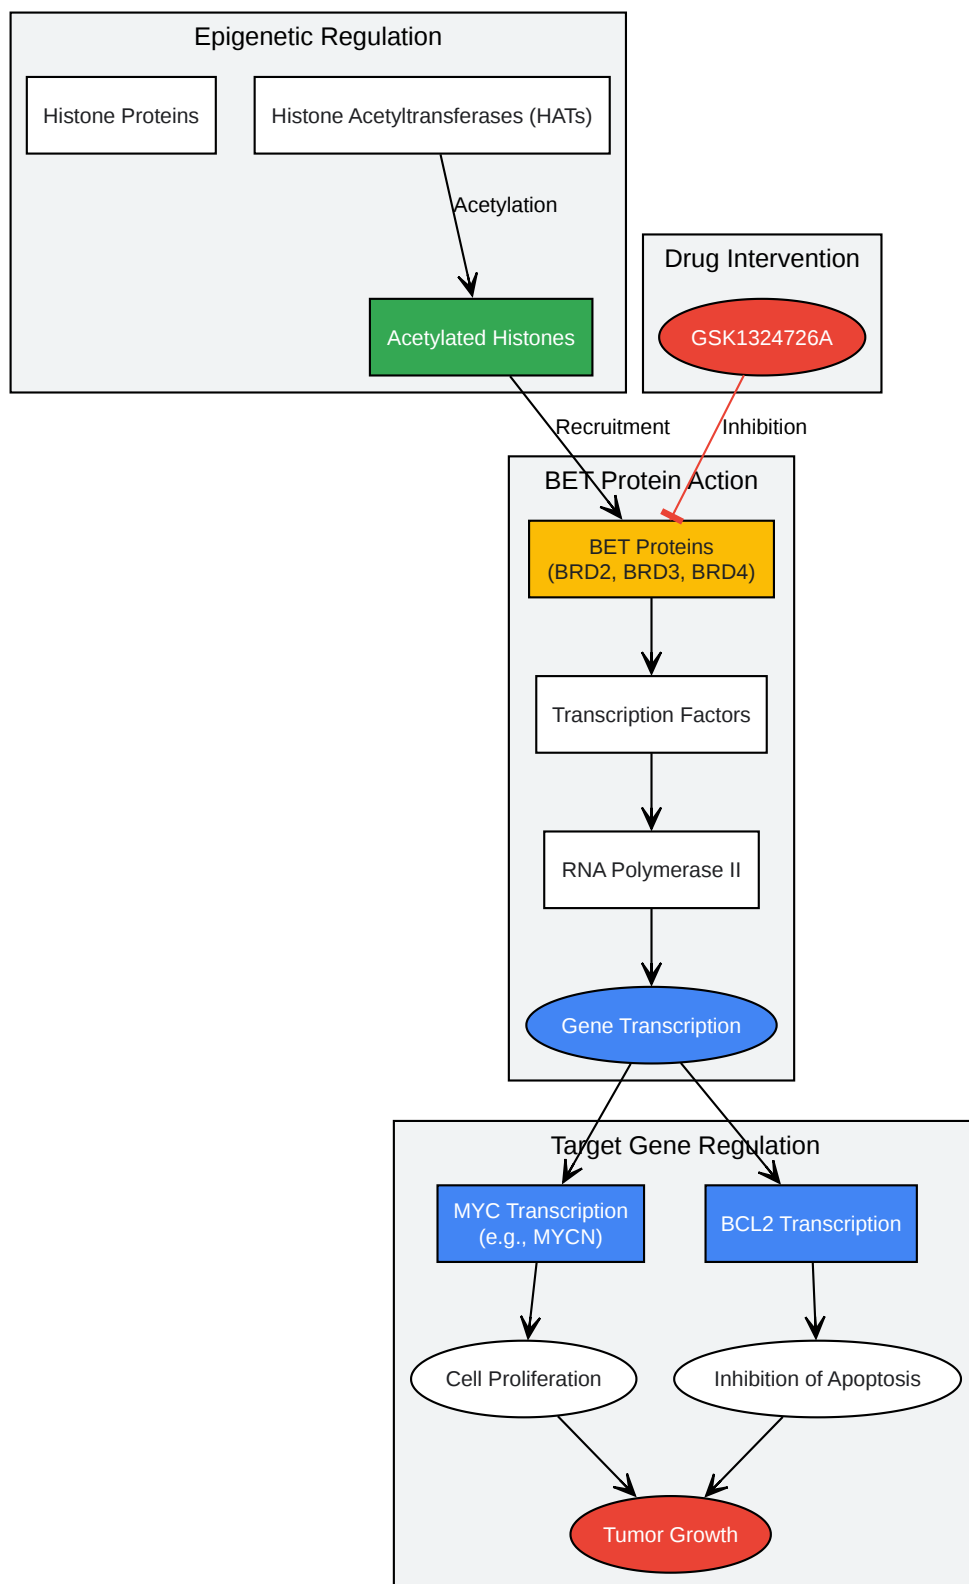 Epigenetic Regulation
Histone Proteins
Histone Acetyltransferases (HATs)
Acetylation
Drug Intervention
Acetylated Histones
GSK1324726A
Recruitment
Inhibition
BET Protein Action
BET Proteins
(BRD2, BRD3, BRD4)
Transcription Factors
RNA Polymerase II
Gene Transcription
Target Gene Regulation
MYC Transcription
(e.g., MYCN)
BCL2 Transcription
Cell Proliferation
Inhibition of Apoptosis
Tumor Growth